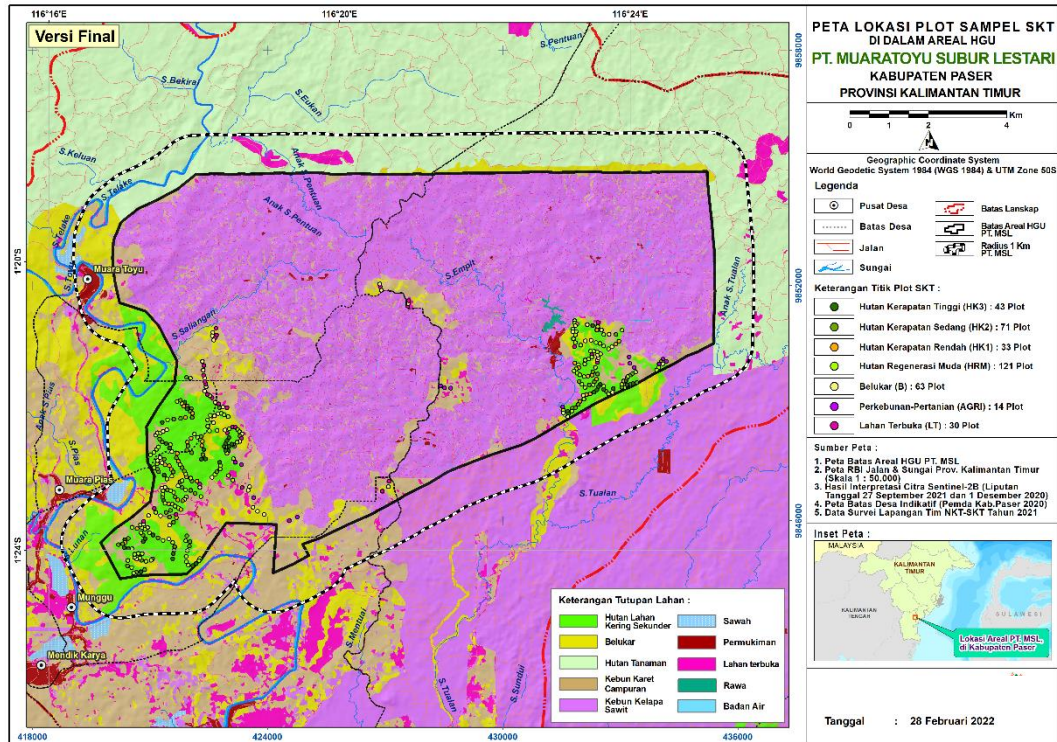 116°16'E
116°20'E
116°24'E
Versi Final
S.Pentuan
9858000
S.Bekirai
S.Eukan
S.Keluan
Anak S.Pentuan
S.Telake
S.Telake
Anak S.Pentuan
1°20'S
Muara Toyu
S.Empit
Anak S.Tualan
9852000
S.Saliangan
Anak S.Pias
S.Pias
Muara Pias
S.Tualan
9846000
1°24'S
S.Lunan
Munggu
S.Menturi
Mendik Karya
S.Tualan
S.Sundui
Keterangan Tutupan Lahan :
Hutan Lahan
Kering Sekunder
Belukar
Hutan Tanaman
Kebun Karet
Campuran
Kebun Kelapa
Sawit
Sawah
Permukiman
Lahan terbuka
Rawa
Badan Air
418000
424000
430000
436000
PETA LOKASI PLOT SAMPEL SKT
DI DALAM AREAL HGU
PT. MUARATOYU SUBUR LESTARI
KABUPATEN PASER
PROVINSI KALIMANTAN TIMUR
Km
0 1 2 4
Geographic Coordinate System
World Geodetic System 1984 (WGS 1984) & UTM Zone 50S
Legenda
Pusat Desa
Batas Desa
Jalan
Sungai
Batas Lanskap
Batas Areal HGU
PT. MSL
Radius 1 Km
PT. MSL
Keterangan Titik Plot SKT :
Hutan Kerapatan Tinggi (HK3) : 43 Plot
Hutan Kerapatan Sedang (HK2) : 71 Plot
Hutan Kerapatan Rendah (HK1) : 33 Plot
Hutan Regenerasi Muda (HRM) : 121 Plot
Belukar (B) : 63 Plot
Perkebunan-Pertanian (AGRI) : 14 Plot
Lahan Terbuka (LT) : 30 Plot
Sumber Peta :
1. Peta Batas Areal HGU PT. MSL
2. Peta RBI Jalan & Sungai Prov. Kalimantan Timur
(Skala 1 : 50.000)
3. Hasil Interpretasi Citra Sentinel-2B (Liputan
Tanggal 27 September 2021 dan 1 Desember 2020)
4. Peta Batas Desa Indikatif (Pemda Kab.Paser 2020)
5. Data Survei Lapangan Tim NKT-SKT Tahun 2021
Inset Peta :
MALAYSIA
KALIMANTAN
TIMUR
KALIMANTAN
TENGAH
SULAWESI
Lokasi Areal PT. MSL,
di Kabupaten Paser
Tanggal : 28 Februari 2022